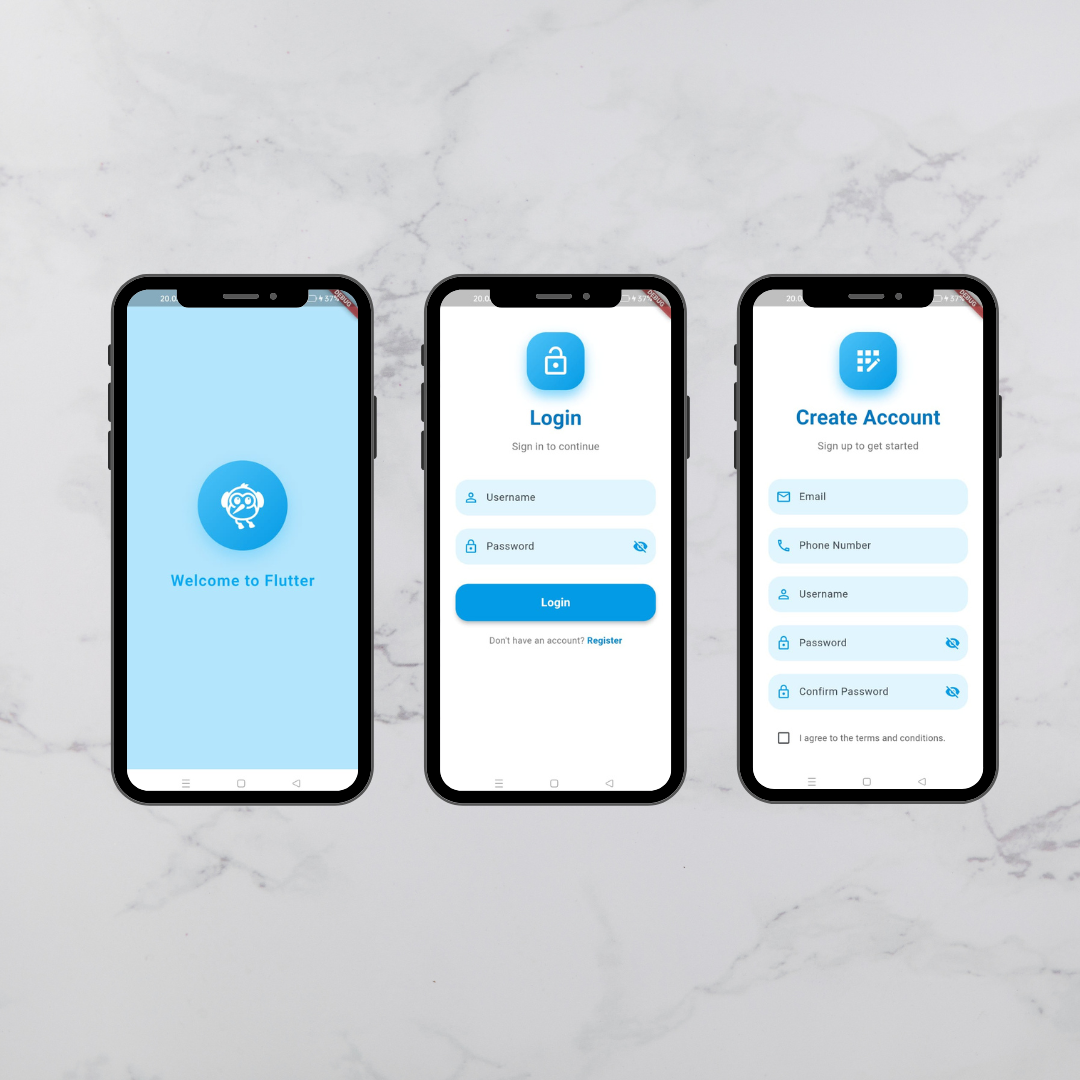 20.0
37%
DEBUG
Welcome to Flutter
20.0
37%
DEBUG
Login
Sign in to continue
Username
Password
Login
Don't have an account? Register
20.0
37%
DEBUG
Create Account
Sign up to get started
Email
Phone Number
Username
Password
Confirm Password
I agree to the terms and conditions.